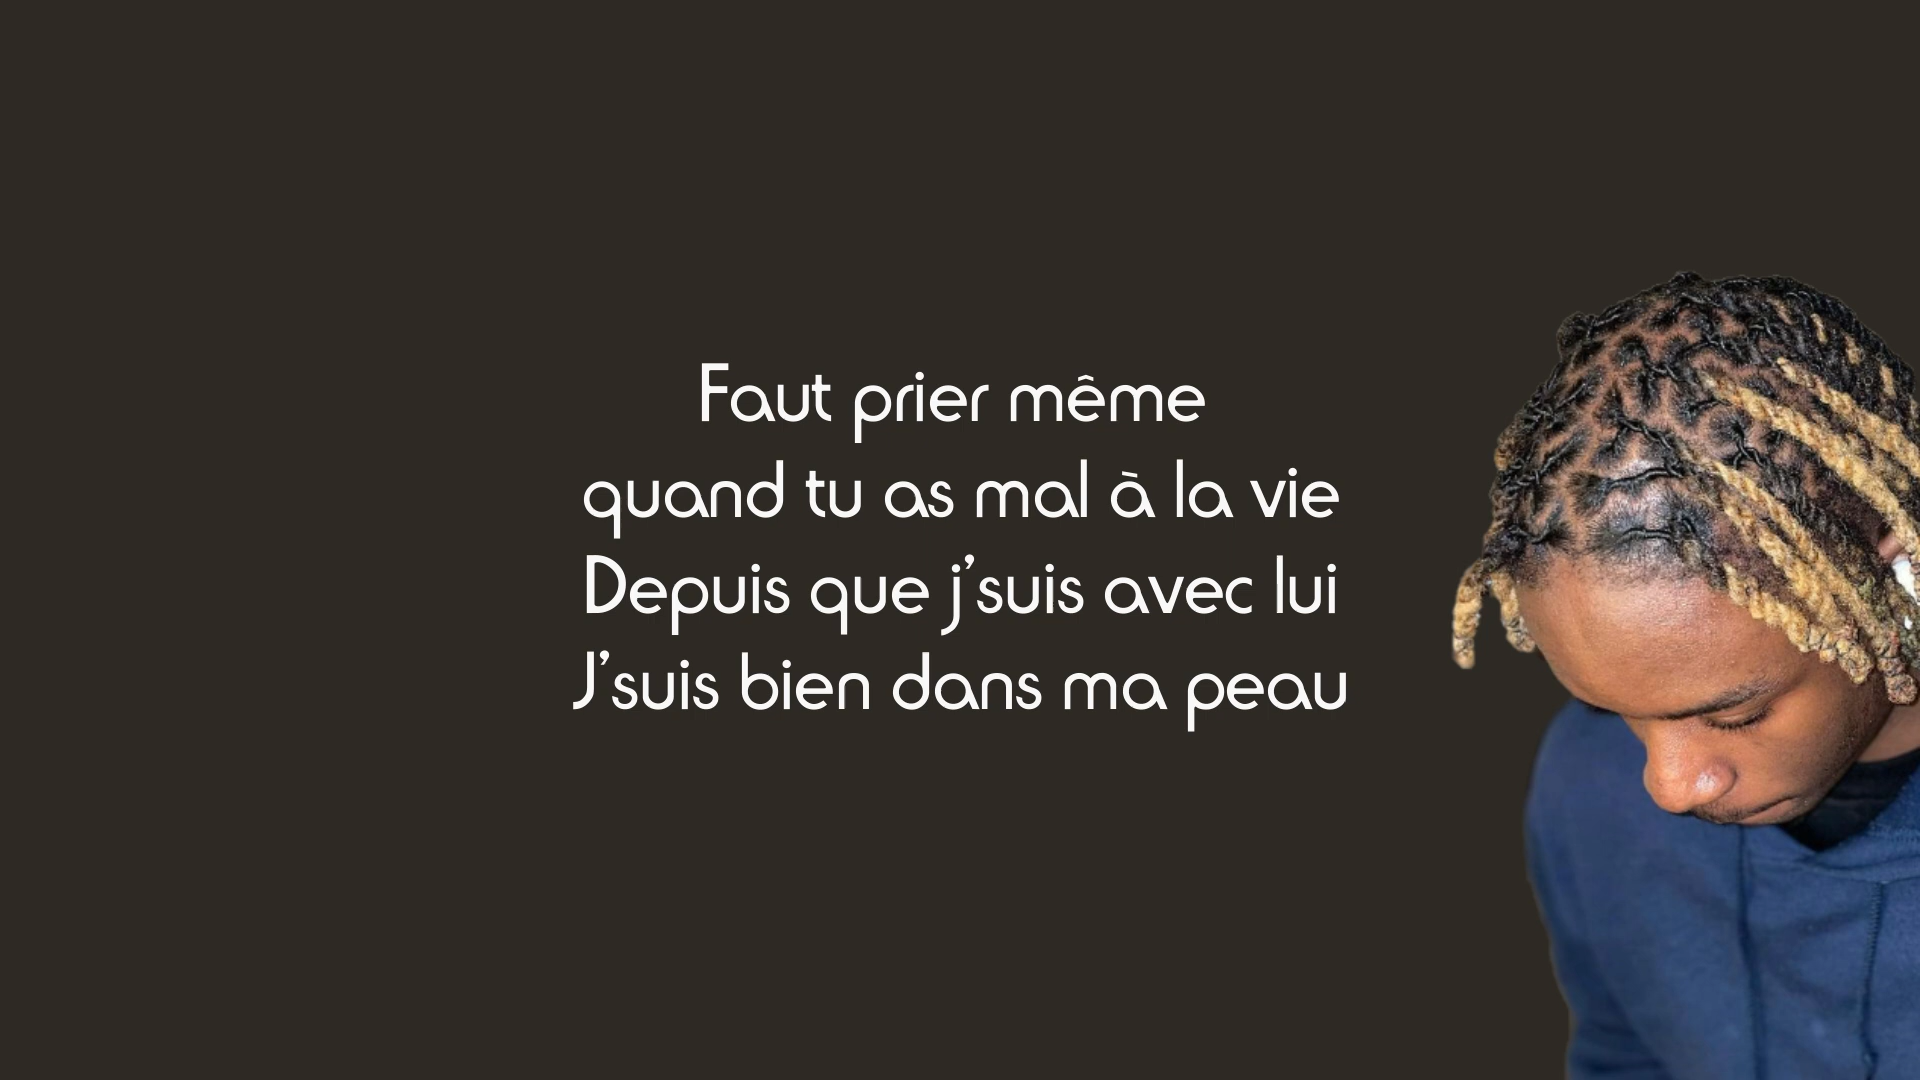 Faut prier même
quand tu as mal à la vie
Depuis que j’suis avec lui
J’suis bien dans ma peau